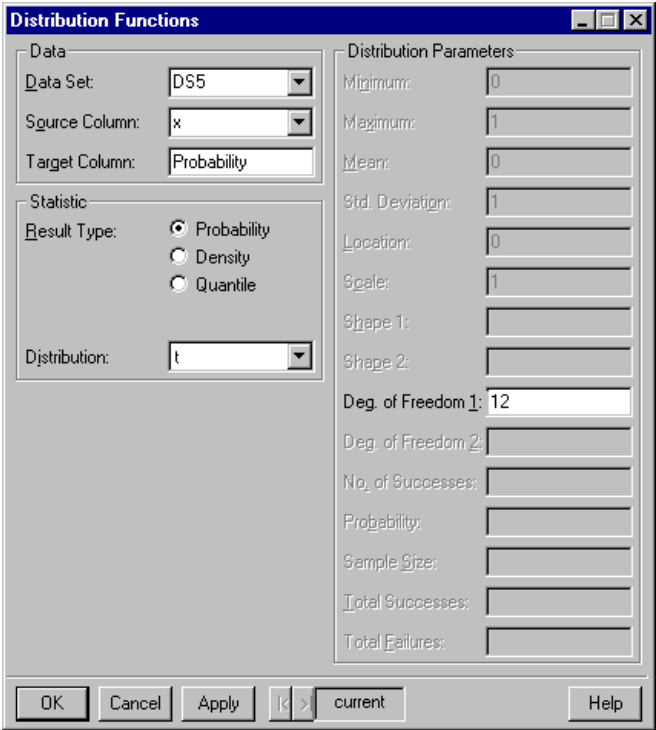 Distribution Functions
Data
Data Set: DS5
Source Column: x
Target Column: Probability
Statistic
Result Type: Probability
Density
Quantile
Distribution: t
Distribution Parameters
Minimum: 0
Maximum: 1
Mean: 0
Std. Deviation: 1
Location: 0
Scale: 1
Shape 1:
Shape 2:
Deg. of Freedom 1: 12
Deg. of Freedom 2:
No. of Successes:
Probability:
Sample Size:
Total Successes:
Total Failures:
OK Cancel Apply current Help